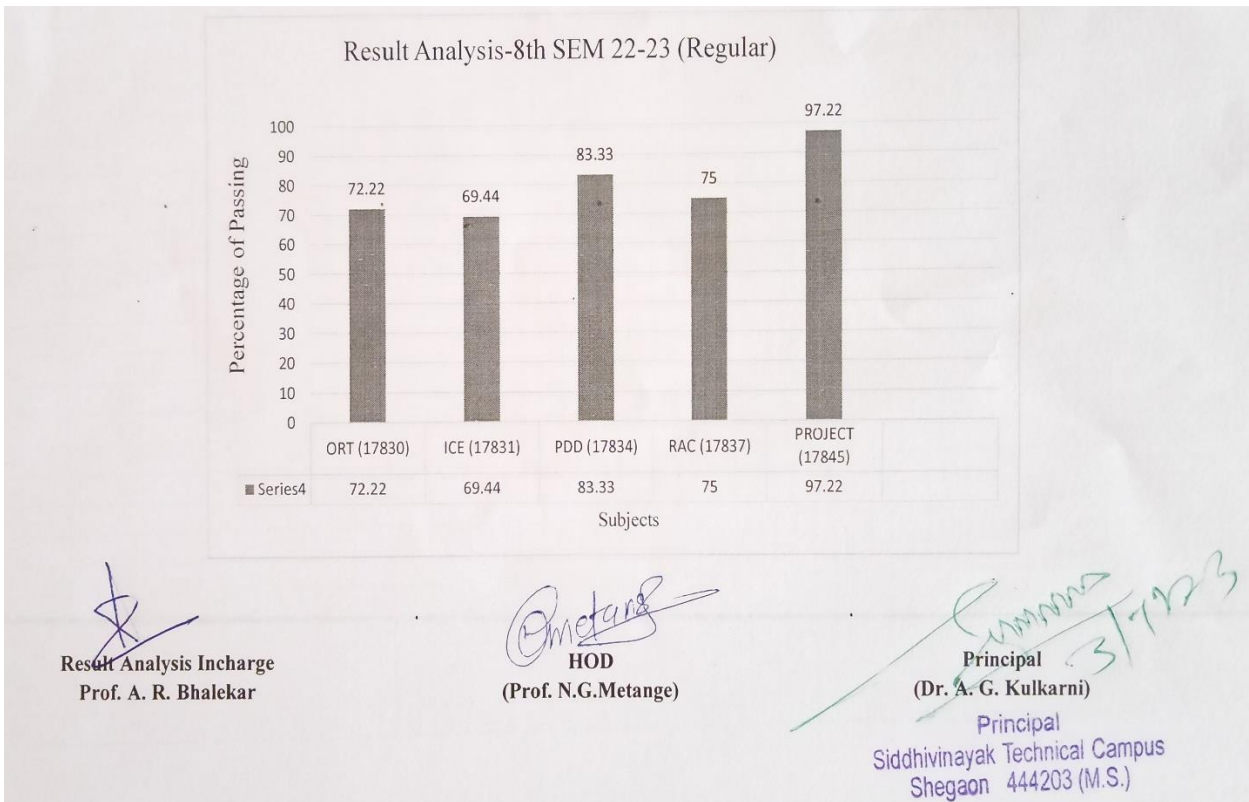 Result Analysis-8th SEM 22-23 (Regular)
97.22
83.33
75
72.22
69.44
100
90
80
70
60
50
40
30
20
10
0
Percentage of Passing
ORT (17830) ICE (17831) PDD (17834) RAC (17837) PROJECT
(17845)
Series4 72.22 69.44 83.33 75 97.22
Subjects
Result Analysis Incharge
Prof. A. R. Bhalekar
HOD
(Prof. N.G.Metange)
Principal
(Dr. A. G. Kulkarni)
Principal
Siddhivinayak Technical Campus
Shegaon 444203 (M.S.)